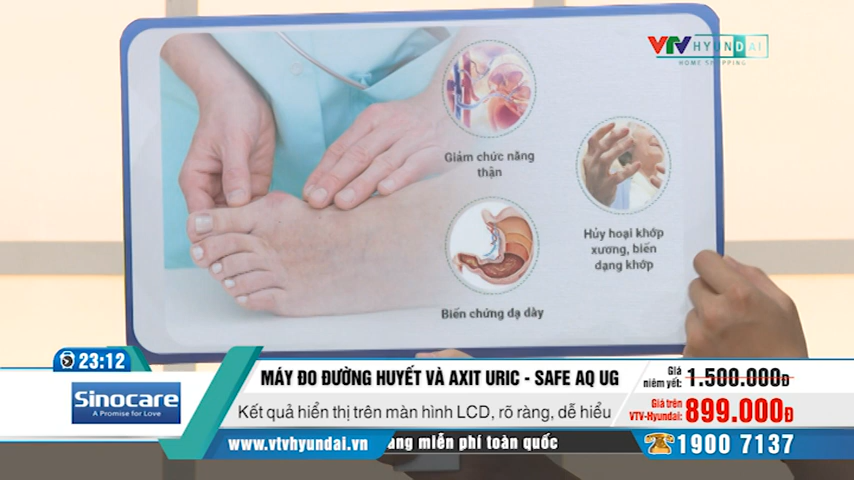 VTV HYUNDAI
HOME SHOPPING
Giảm chức năng
thận
Hủy hoại khớp
xương, biến
dạng khớp
Biến chứng dạ dày
23:12
Sinocare
A Promise for Love
MÁY ĐO ĐƯỜNG HUYẾT VÀ AXIT URIC - SAFE AQ UG
Kết quả hiển thị trên màn hình LCD, rõ ràng, dễ hiểu
Giá
niêm yết: 1.500.000Đ
Giá trên
VTV-Hyundai: 899.000Đ
www.vtvhyundai.vn
miễn phí toàn quốc
1900 7137